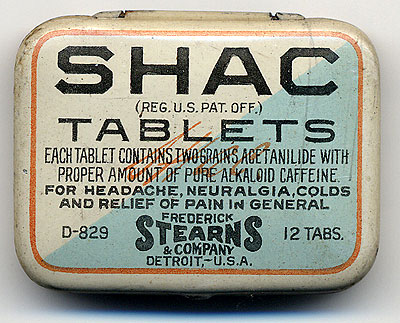 SHAC
(REG. U.S. PAT. OFF.)
TABLETS
EACH TABLET CONTAINS TWO GRAINS ACETANILIDE WITH
PROPER AMOUNT OF PURE ALKALOID CAFFEINE.
FOR HEADACHE, NEURALGIA, COLDS
AND RELIEF OF PAIN IN GENERAL
FREDERICK
D-829 STEARNS 12 TABS.
& COMPANY
DETROIT,~U.S.A.